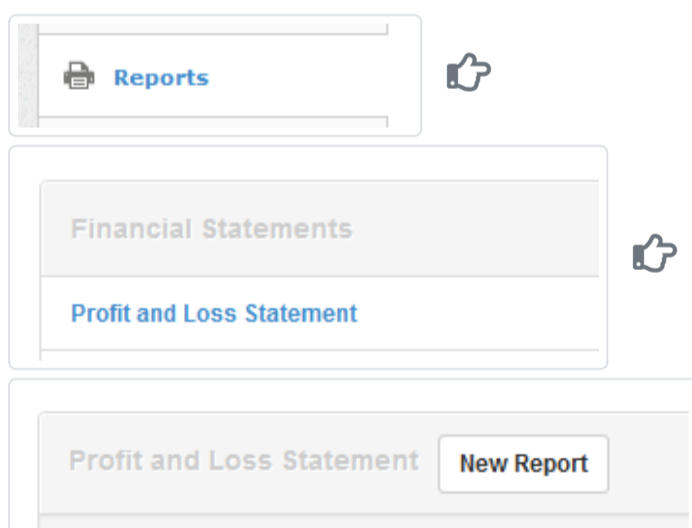 Reports
Financial Statements
Profit and Loss Statement
Profit and Loss Statement New Report